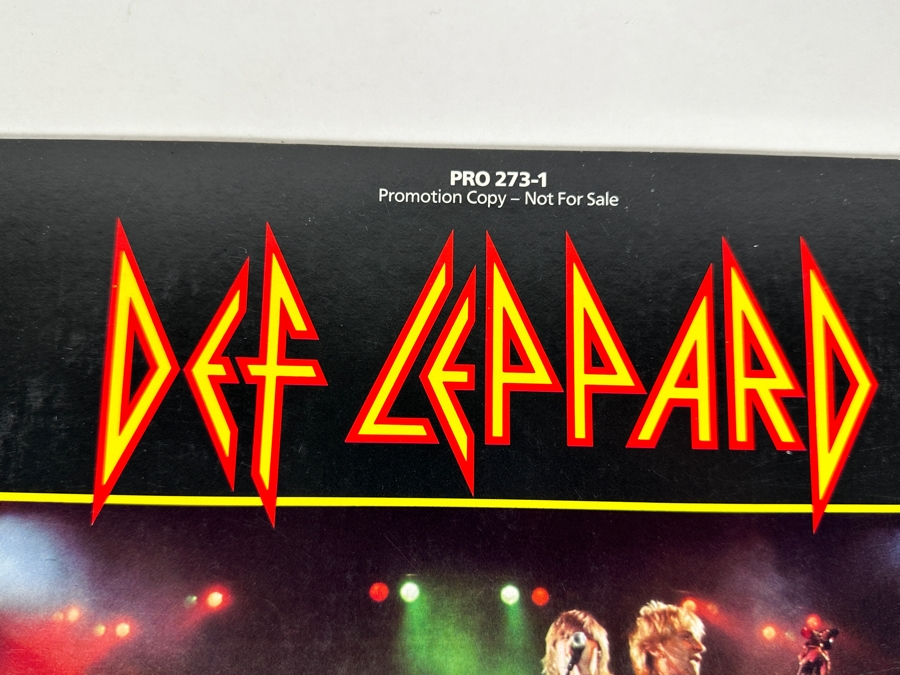 PRO 273-1
Promotion Copy – Not For Sale
DEF LEPPARD